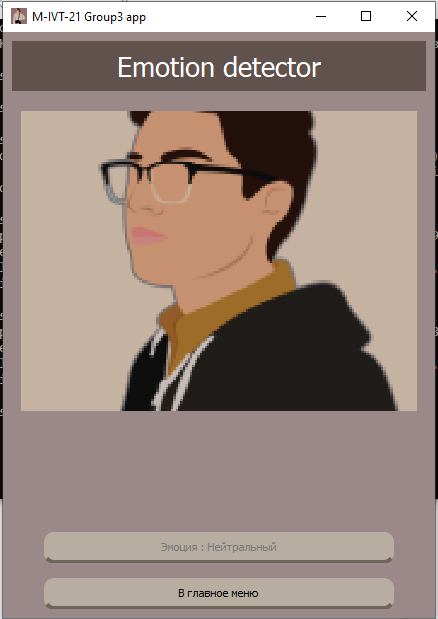 M-IVT-21 Group3 app
Emotion detector
Эмоция : Нейтральный
В главное меню